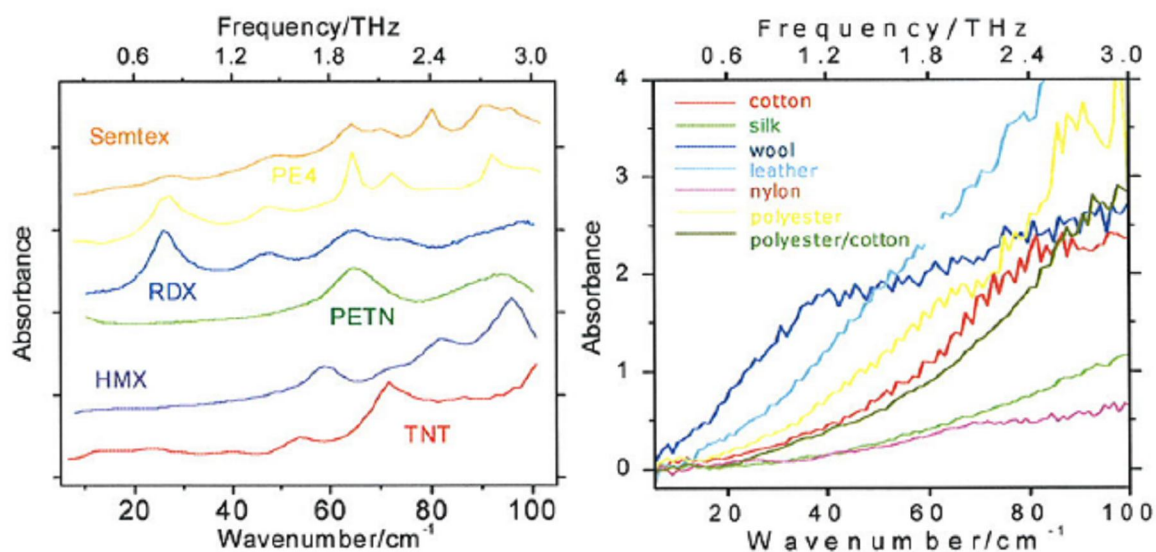 Frequency/THz
0.6 1.2 1.8 2.4 3.0
Semtex
PE4
RDX
PETN
HMX
TNT
Absorbance
20 40 60 80 100
Wavenumber/cm-1
Frequency/THz
0.6 1.2 1.8 2.4 3.0
4
3
2
1
0
cotton
silk
wool
leather
nylon
polyester
polyester/cotton
Absorbance
20 40 60 80 100
Wavenumber/cm-1